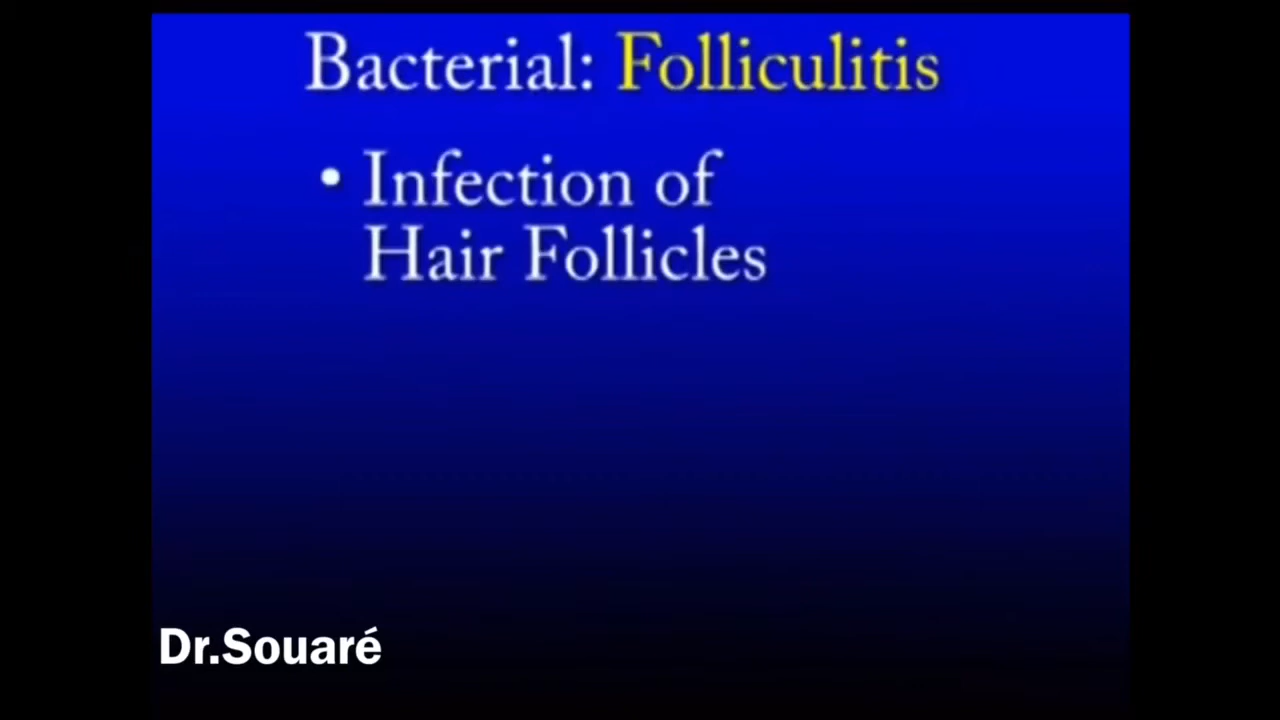 Bacterial: Folliculitis
• Infection of
Hair Follicles
Dr.Souaré